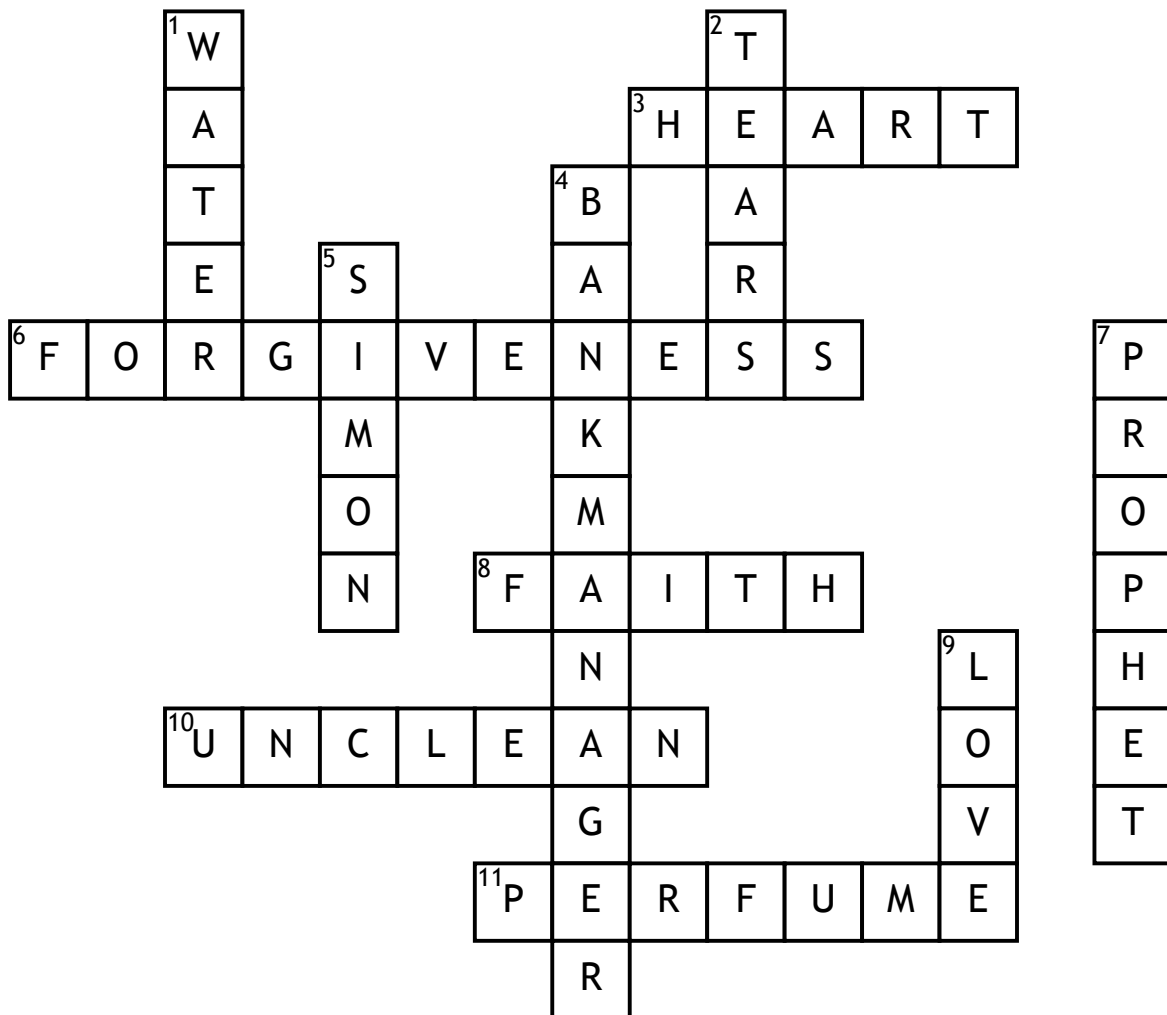 1 W 2 T
A 3 H E A R T
T 4 B A
E 5 S A R
6 F O R G I V E N E S S 7 P
M K R
O M O
N 8 F A I T H P
N 9 L H
10 U N C L E A N O E
G V T
11 P E R F U M E
R